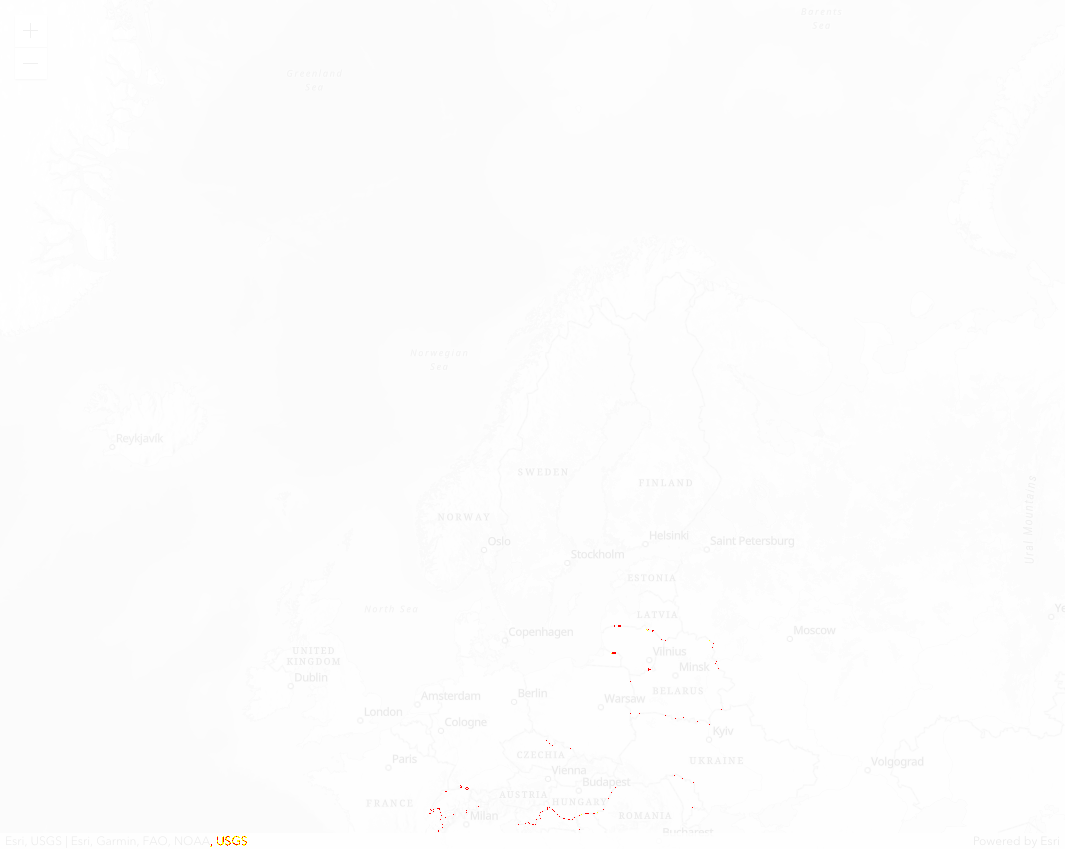 Barents
Sea
Greenland
Sea
Norwegian
Sea
Reykjavík
SWEDEN
FINLAND
NORWAY
Ural Mountains
Oslo
Helsinki
Saint Petersburg
Stockholm
ESTONIA
North Sea
LATVIA
Ye
Copenhagen
Moscow
UNITED
KINGDOM
Vilnius
Minsk
Dublin
BELARUS
Amsterdam
Berlin
Warsaw
London
Cologne
Kyiv
Paris
CZECHIA
UKRAINE
Volgograd
Vienna
Budapest
AUSTRIA
HUNGARY
FRANCE
Milan
ROMANIA
Bucharest
Esri, USGS | Esri, Garmin, FAO, NOAA, USGS
Powered by Esri